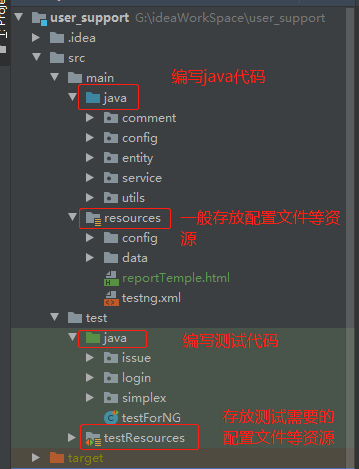 1: Project
user_support G:\ideaWorkSpace\user_support
.idea
src
main
编写java代码
java
comment
config
entity
service
utils
resources
一般存放配置文件等资
源
config
data
reportTemple.html
testng.xml
test
java
编写测试代码
issue
login
simplex
testForNG
存放测试需要的
testResources
配置文件等资源
target